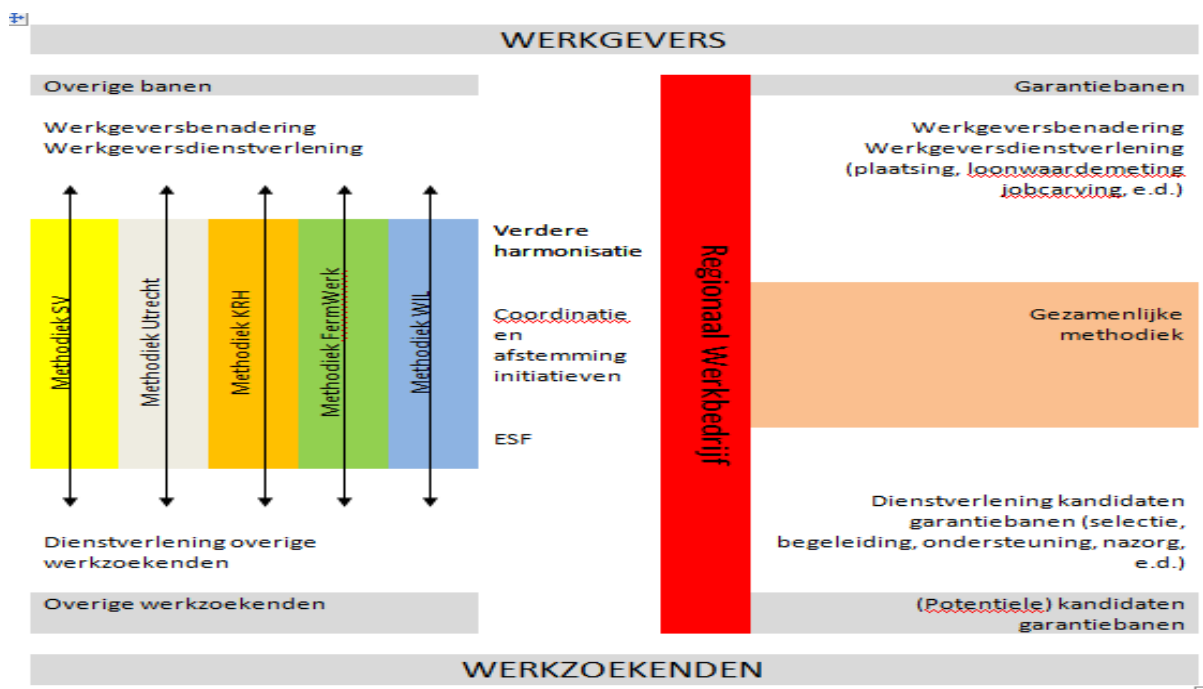 WERKGEVERS
Overige banen
Werkgeversbenadering
Werkgeversdienstverlening
Methodiek SV
Methodiek Utrecht
Methodiek KRH
Methodiek FermWerk
Methodiek WIL
Dienstverlening overige
werkzoekenden
Overige werkzoekenden
Verdere
harmonisatie
Coordinatie
en
afstemming
initiatieven
ESF
Regionaal Werkbedrijf
Garantiebanen
Werkgeversbenadering
Werkgeversdienstverlening
(plaatsing, loonwaardemeting
jobcarving, e.d.)
Gezamenlijke
methodiek
Dienstverlening kandidaten
garantiebanen (selectie,
begeleiding, ondersteuning, nazorg,
e.d.)
(Potentiele) kandidaten
garantiebanen
WERKZOEKENDEN